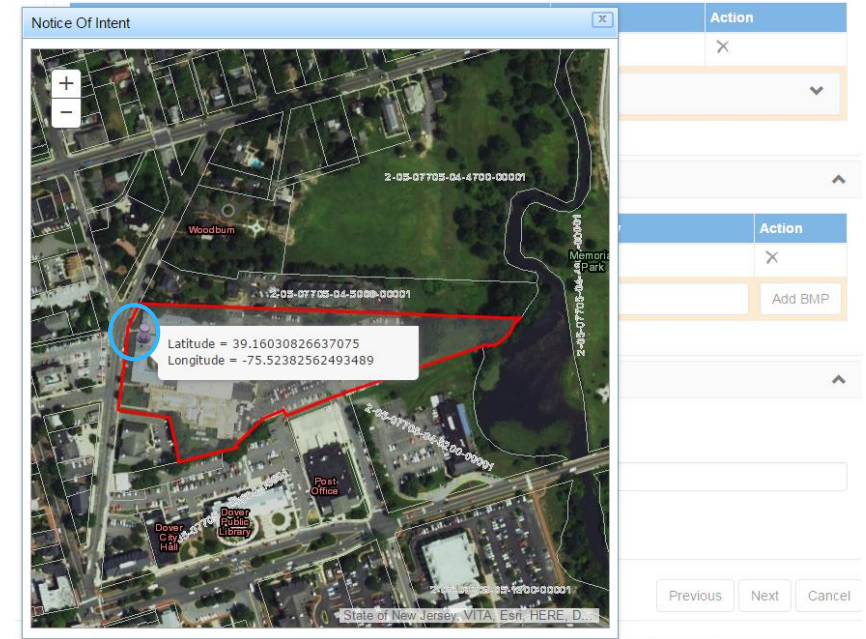 Notice Of Intent
Action
+
−
2-05-07705-04-4700-00001
Woodburn
Action
Memorial
Park
2-05-07705-04-5000-00001
Add BMP
Latitude = 39.16030826637075
Longitude = -75.52382562493489
Post
Office
Dover
Public
Library
Dover
City
Hall
Previous
Next
Cancel
State of New Jersey, VITA, Esri, HERE, D...